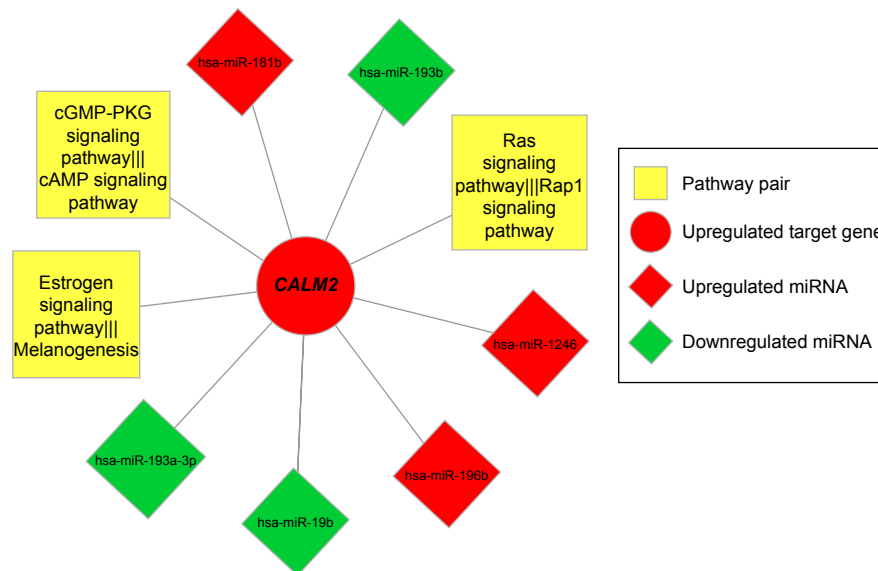 hsa-miR-181b
hsa-miR-193b
cGMP-PKG
signaling
pathway|||
cAMP signaling
pathway
Ras
signaling
pathway|||Rap1
signaling
pathway
Estrogen
signaling
pathway|||
Melanogenesis
CALM2
hsa-miR-1246
hsa-miR-193a-3p
hsa-miR-19b
hsa-miR-196b
Pathway pair
Upregulated target gene
Upregulated miRNA
Downregulated miRNA